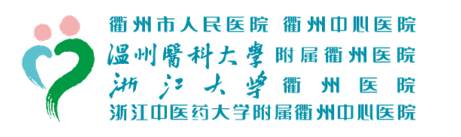 衢州市人民医院 衢州中心医院
温州醫科大學附属衢州医院
浙江大学衢州医院
浙江中医药大学附属衢州中心医院